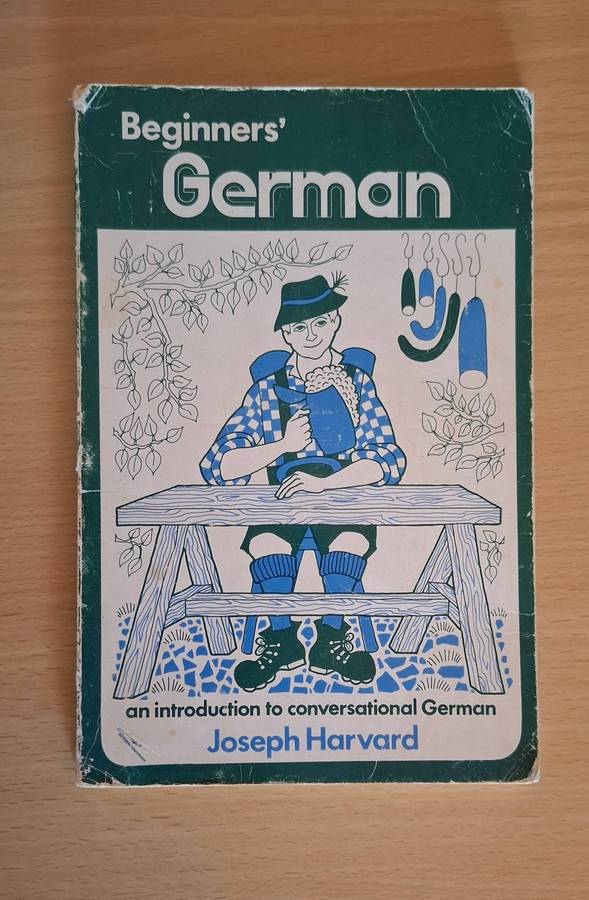 Beginners’
German
an introduction to conversational German
Joseph Harvard